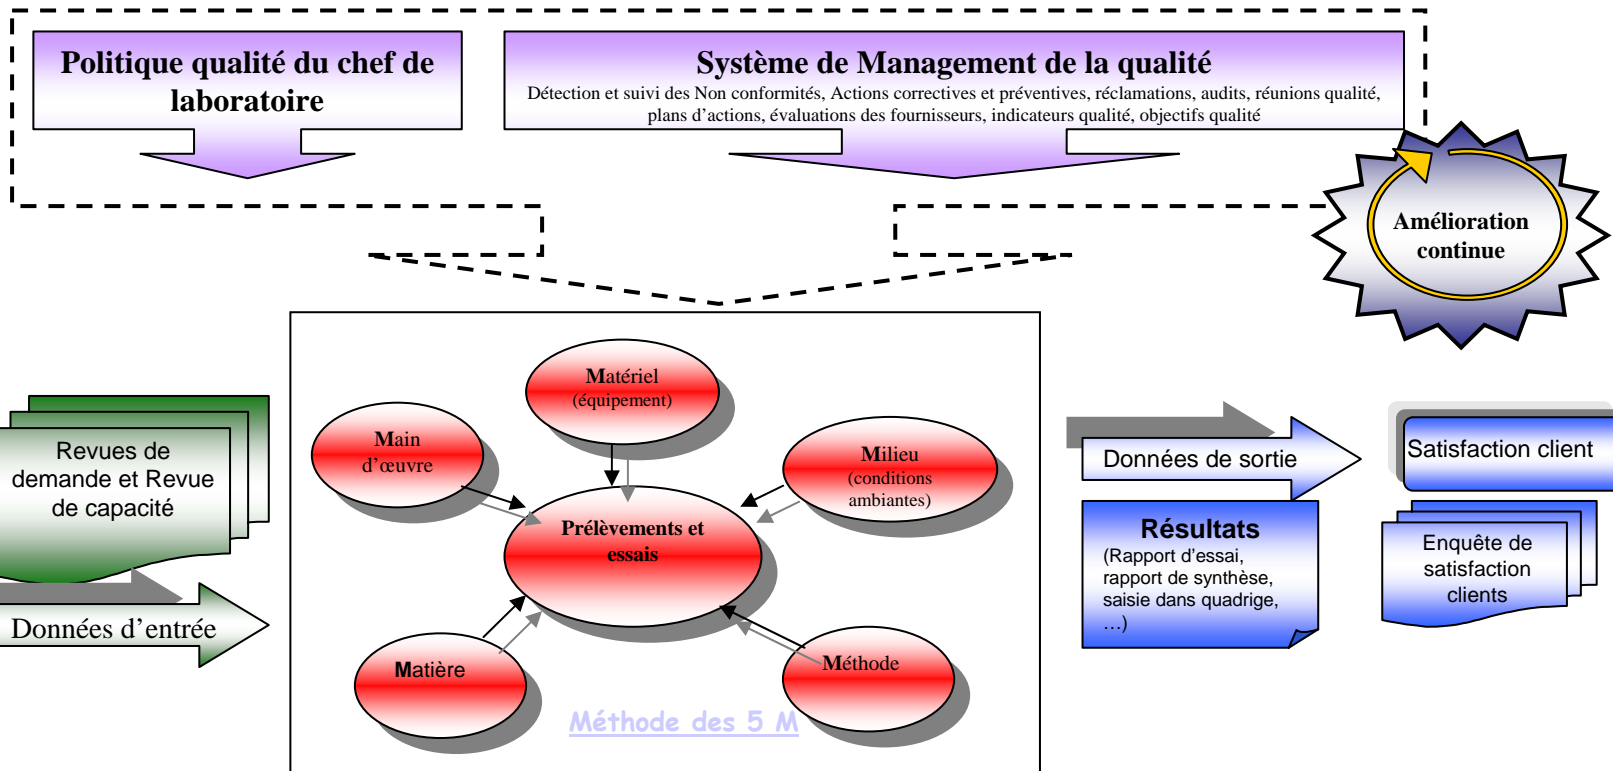 Politique qualité du chef de
laboratoire
Système de Management de la qualité
Détection et suivi des Non conformités, Actions correctives et préventives, réclamations, audits, réunions qualité,
plans d’actions, évaluations des fournisseurs, indicateurs qualité, objectifs qualité
Amélioration
continue
Revues de
demande et Revue
de capacité
Données d’entrée
Matériel
(équipement)
Main
d’œuvre
Milieu
(conditions
ambiantes)
Prélèvements et
essais
Matière
Méthode
Méthode des 5 M
Données de sortie
Résultats
(Rapport d’essai,
rapport de synthèse,
saisie dans quadrige,
…)
Satisfaction client
Enquête de
satisfaction
clients